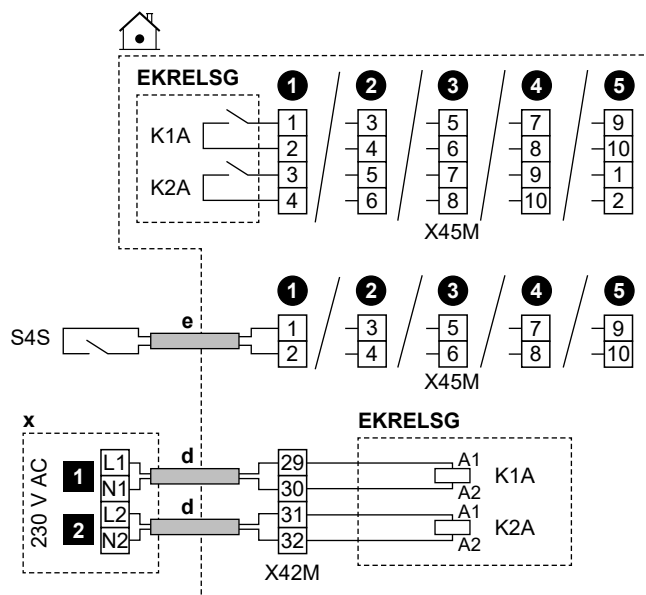 EKRELSG 1 2 3 4 5
K1A 1 3 5 7 9
2 4 6 8 10
K2A 3 5 7 9 1
4 6 8 10 2
X45M
1 2 3 4 5
S4S e 1 3 5 7 9
2 4 6 8 10
X45M
x EKRELSG
230 V AC 1 L1 d 29 A1 K1A
N1 30 A2
2 L2 d 31 A1 K2A
N2 32 A2
X42M